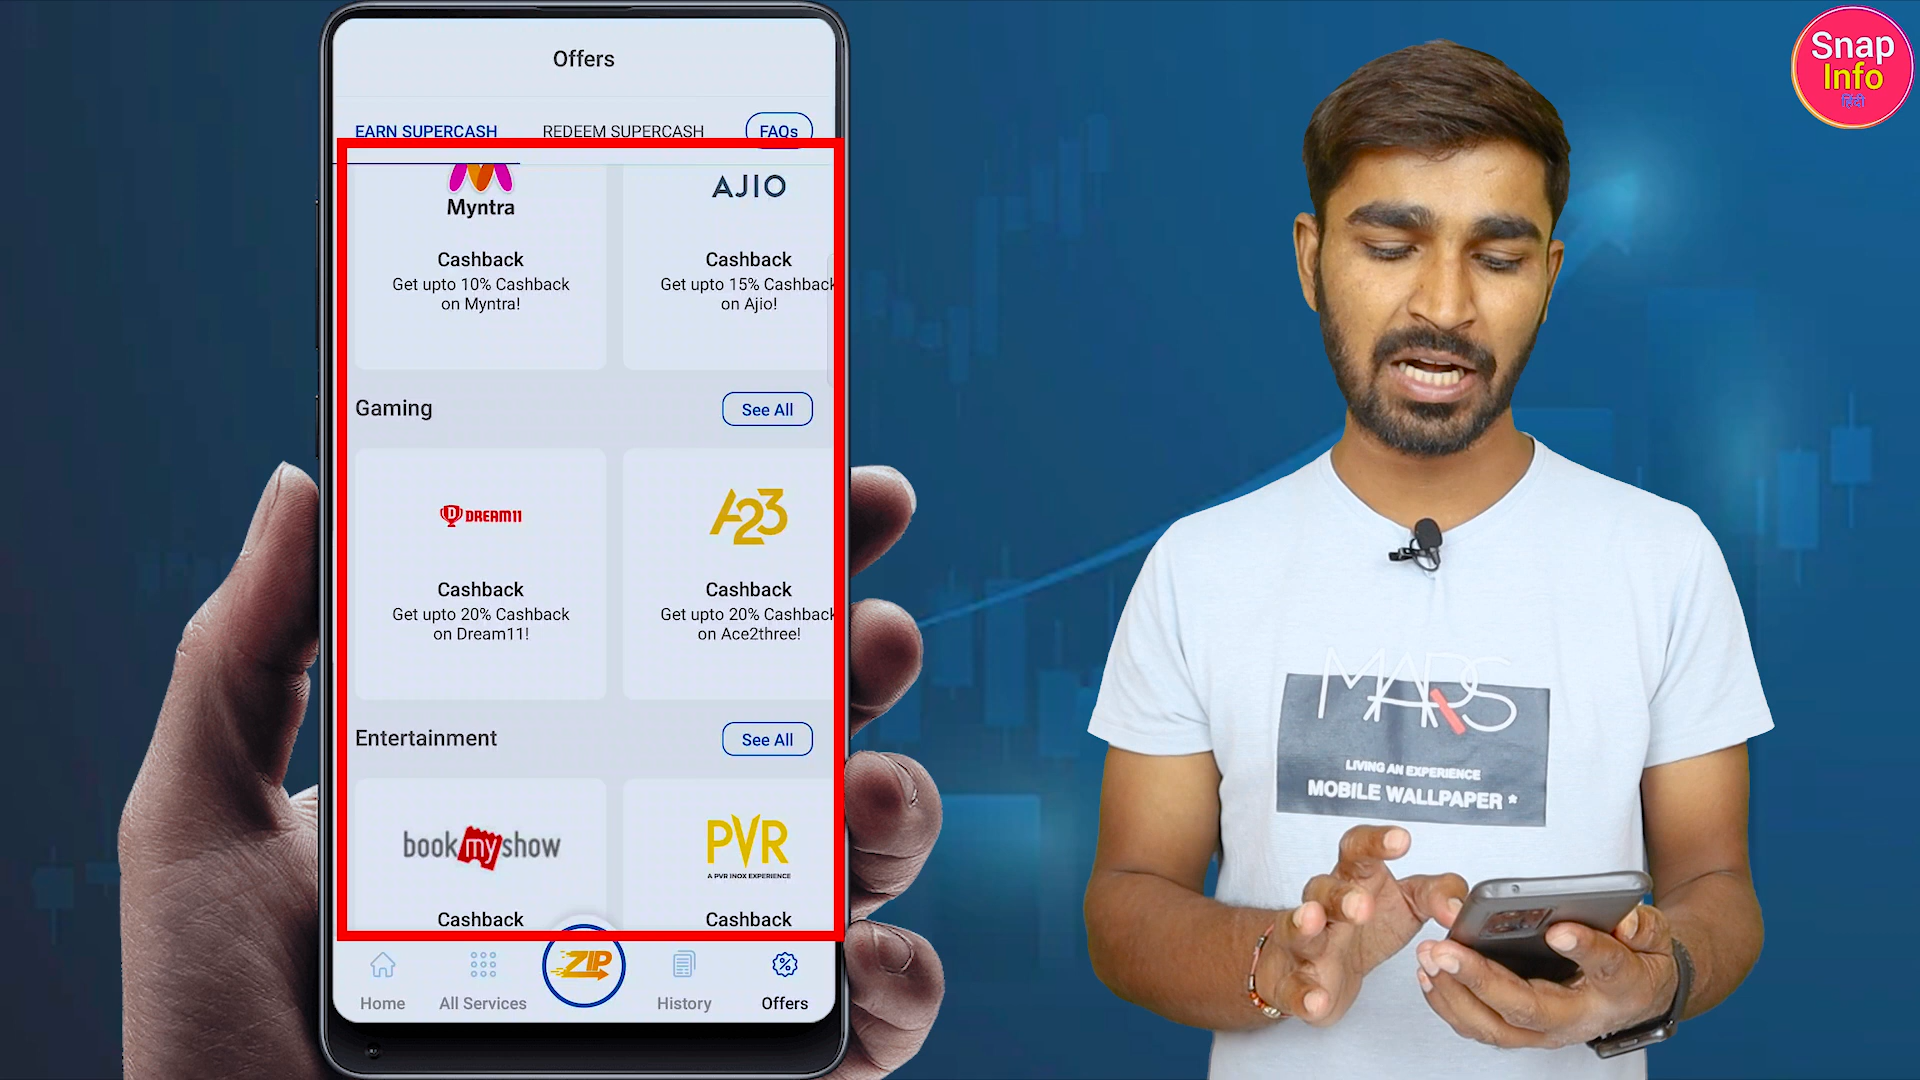 Offers
EARN SUPERCASH
REDEEM SUPERCASH
FAQs
Myntra
Cashback
Get upto 10% Cashback
on Myntra!
AJIO
Cashback
Get upto 15% Cashback
on Ajio!
Gaming
See All
DREAM11
Cashback
Get upto 20% Cashback
on Dream11!
A23
Cashback
Get upto 20% Cashback
on Ace2three!
Entertainment
See All
bookmyshow
Cashback
PVR
A PVR INOX EXPERIENCE
Cashback
Home
All Services
ZIP
History
Offers
Snap
Info
हिंदी
MARS
LIVING AN EXPERIENCE
MOBILE WALLPAPER *